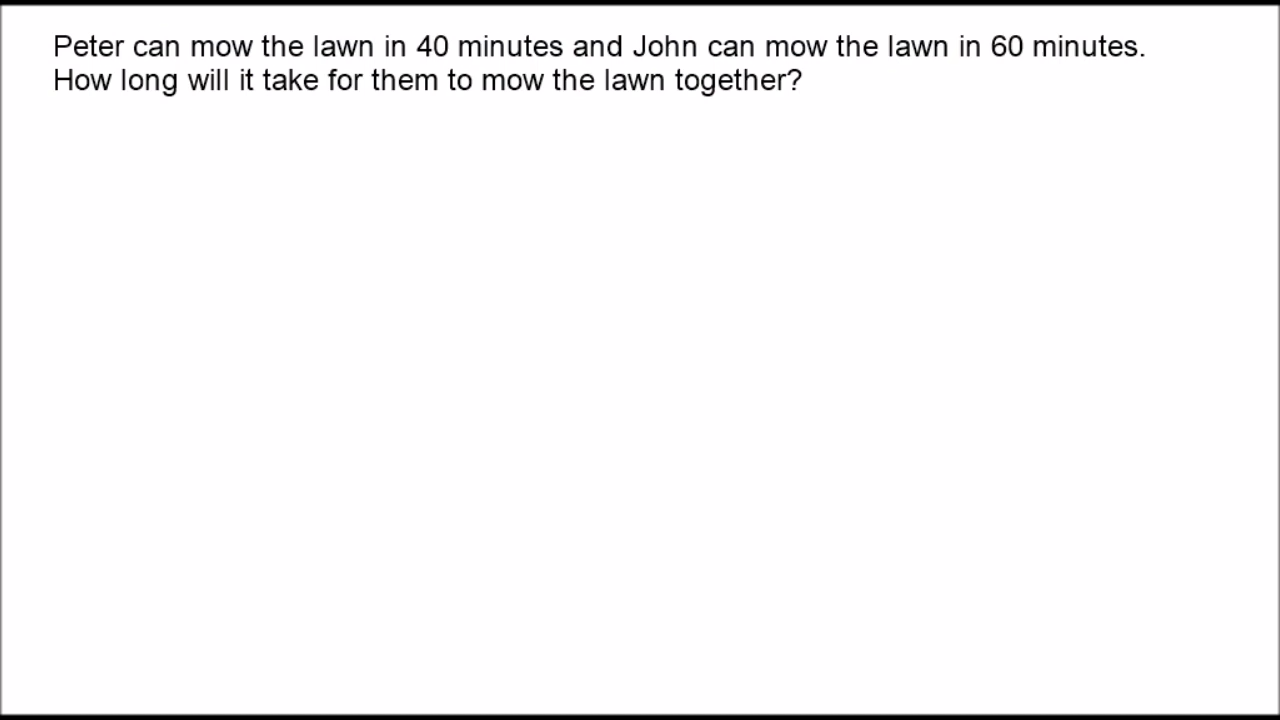 Peter can mow the lawn in 40 minutes and John can mow the lawn in 60 minutes.
How long will it take for them to mow the lawn together?